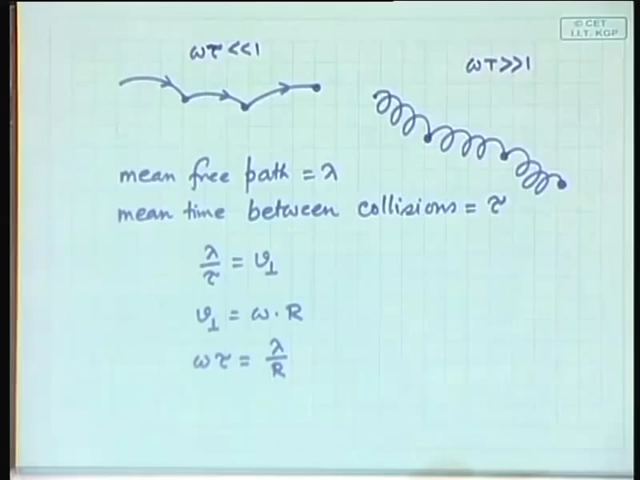 © CET
I.I.T. KGP
ωτ<<1
ωτ>>1
mean free path = λ
mean time between collisions = τ
λ/τ = v⊥
v⊥ = ω · R
ωτ = λ/R